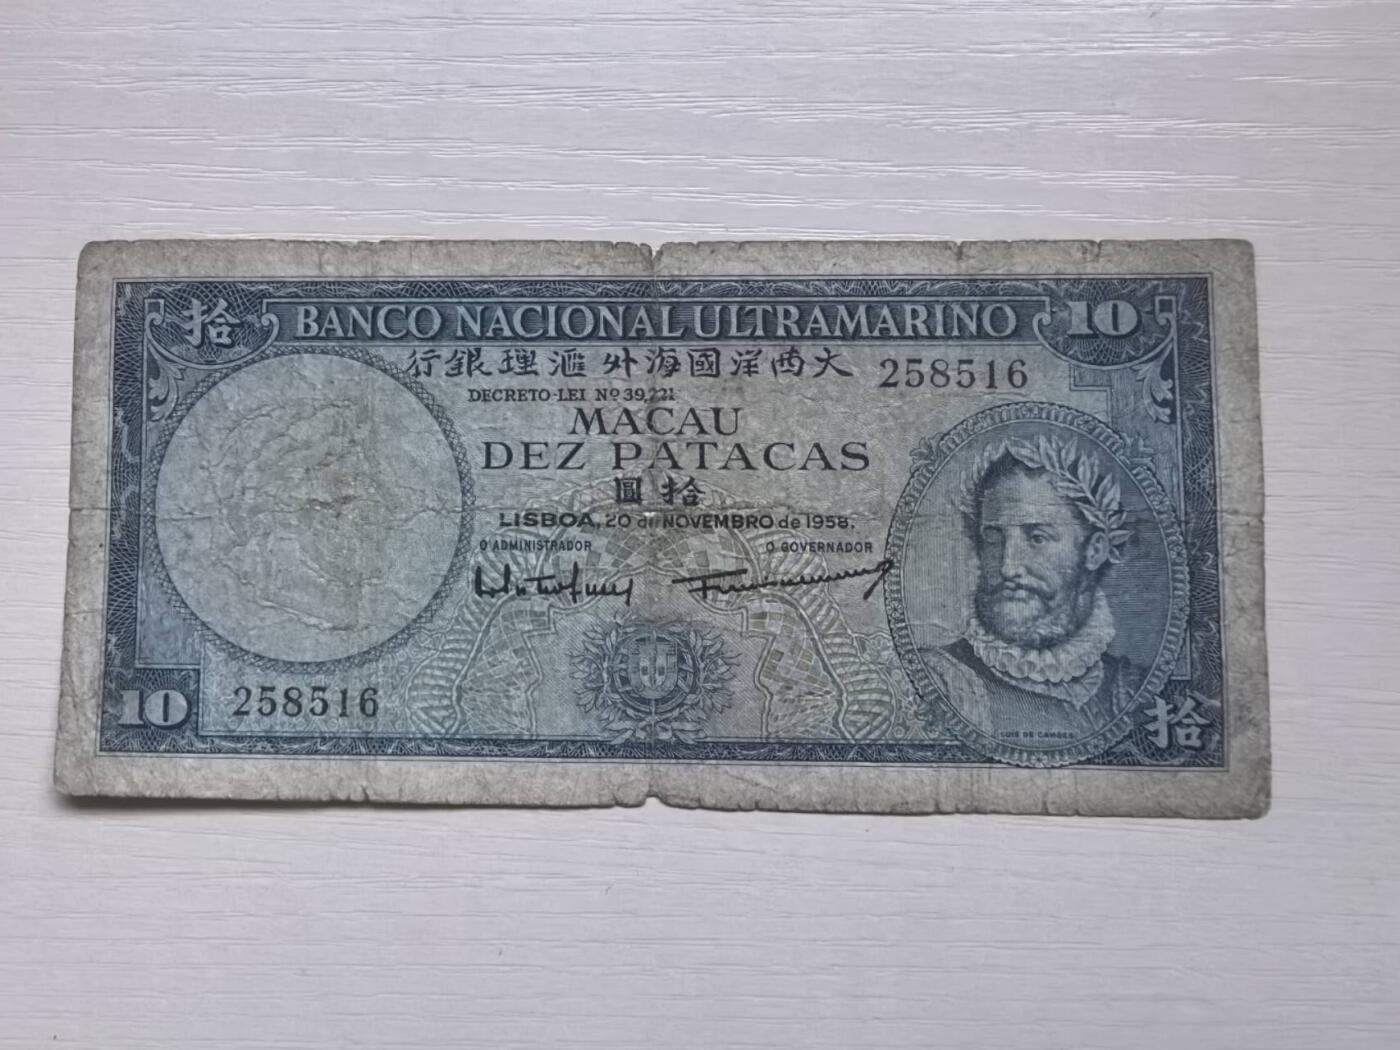 拾 BANCO NACIONAL ULTRAMARINO 10
行銀理滙外海國洋西大 258516
DECRETO-LEI Nº 39,221
MACAU
DEZ PATACAS
圓拾
LISBOA, 20 de NOVEMBRO de 1958.
O ADMINISTRADOR O GOVERNADOR
10 258516 拾
LUIS DE CAMÕES